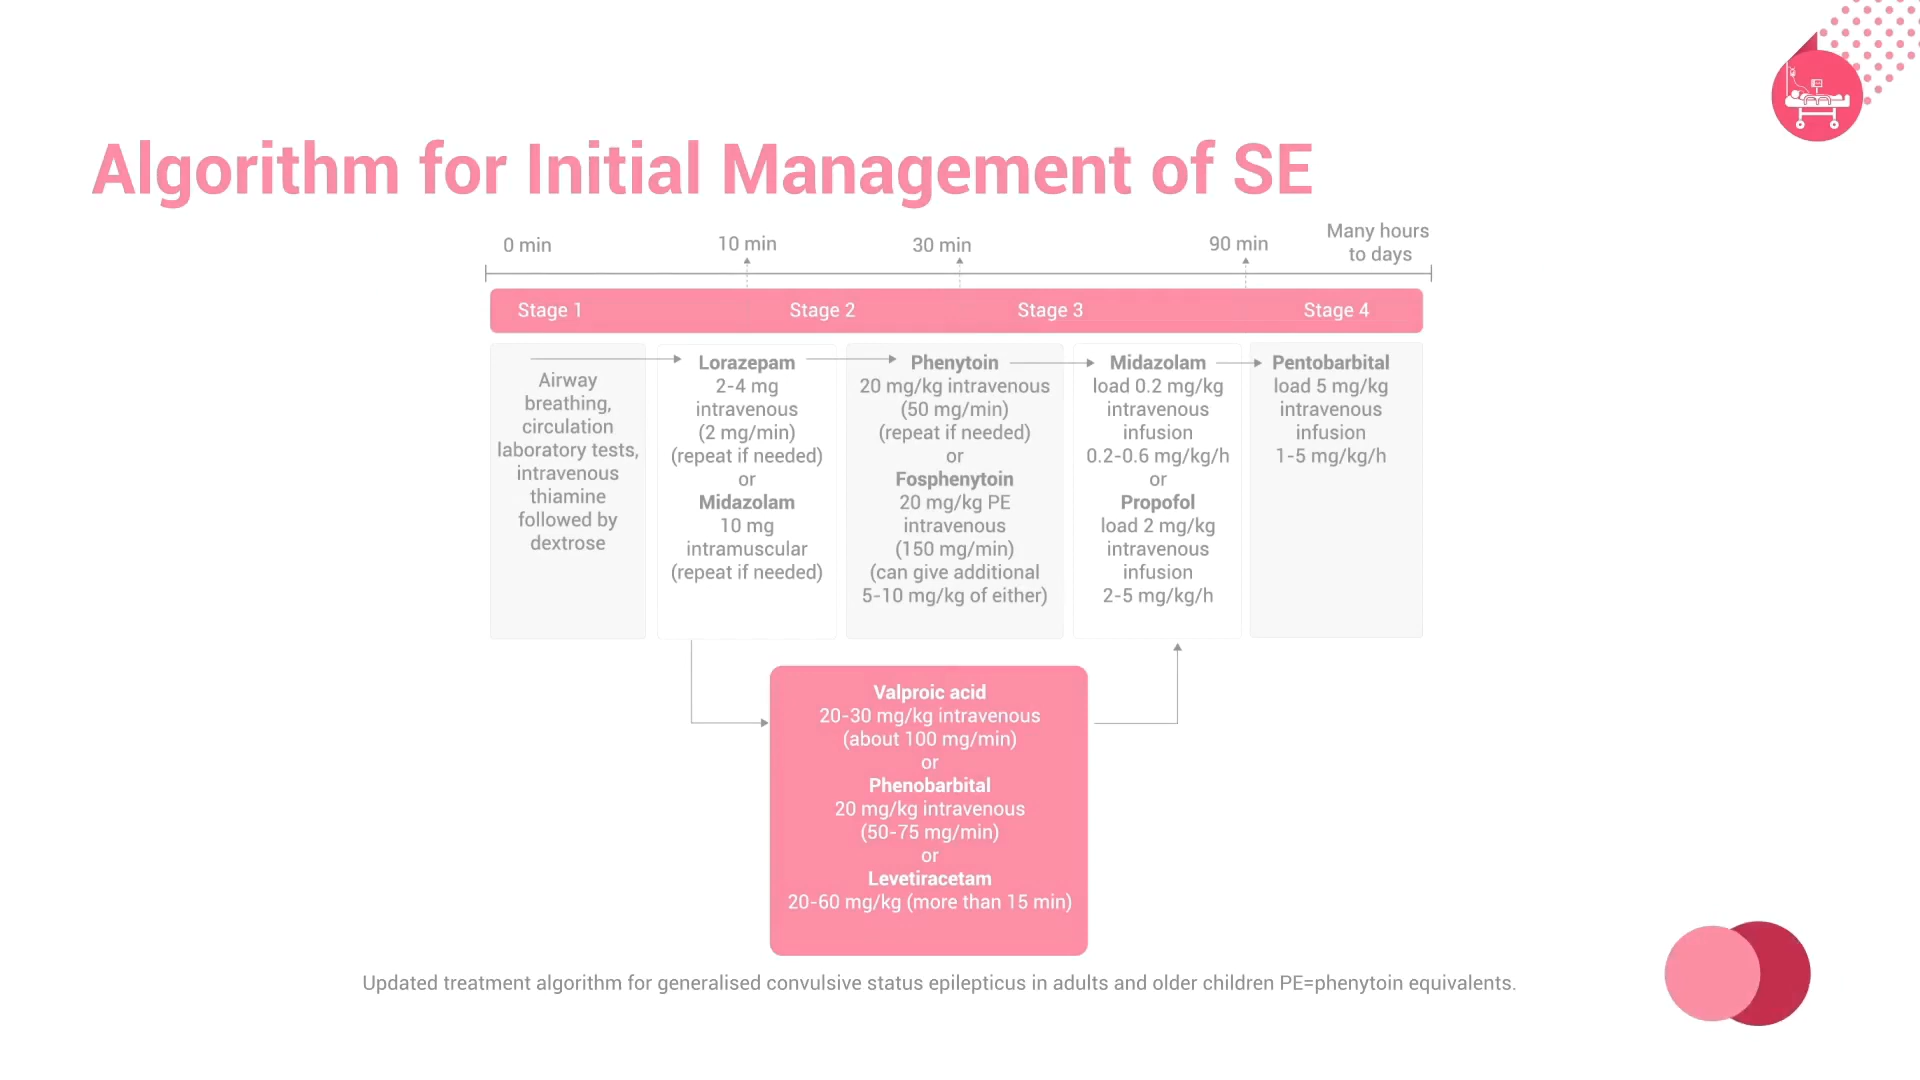 Algorithm for Initial Management of SE
0 min
10 min
30 min
90 min
Many hours
to days
Stage 1
Stage 2
Stage 3
Stage 4
Airway
breathing,
circulation
laboratory tests,
intravenous
thiamine
followed by
dextrose
Lorazepam
2-4 mg
intravenous
(2 mg/min)
(repeat if needed)
or
Midazolam
10 mg
intramuscular
(repeat if needed)
Phenytoin
20 mg/kg intravenous
(50 mg/min)
(repeat if needed)
or
Fosphenytoin
20 mg/kg PE
intravenous
(150 mg/min)
(can give additional
5-10 mg/kg of either)
Midazolam
load 0.2 mg/kg
intravenous
infusion
0.2-0.6 mg/kg/h
or
Propofol
load 2 mg/kg
intravenous
infusion
2-5 mg/kg/h
Pentobarbital
load 5 mg/kg
intravenous
infusion
1-5 mg/kg/h
Valproic acid
20-30 mg/kg intravenous
(about 100 mg/min)
or
Phenobarbital
20 mg/kg intravenous
(50-75 mg/min)
or
Levetiracetam
20-60 mg/kg (more than 15 min)
Updated treatment algorithm for generalised convulsive status epilepticus in adults and older children PE=phenytoin equivalents.